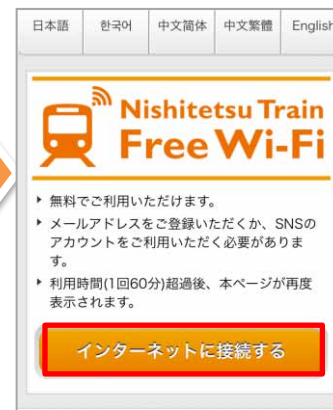 日本語 한국어 中文简体 中文繁體 English
Nishitetsu Train
Free Wi-Fi
無料でご利用いただけます。
メールアドレスをご登録いただくか、SNSの
アカウントをご利用いただく必要がありま
す。
利用時間(1回60分)超過後、本ページが再度
表示されます。
インターネットに接続する